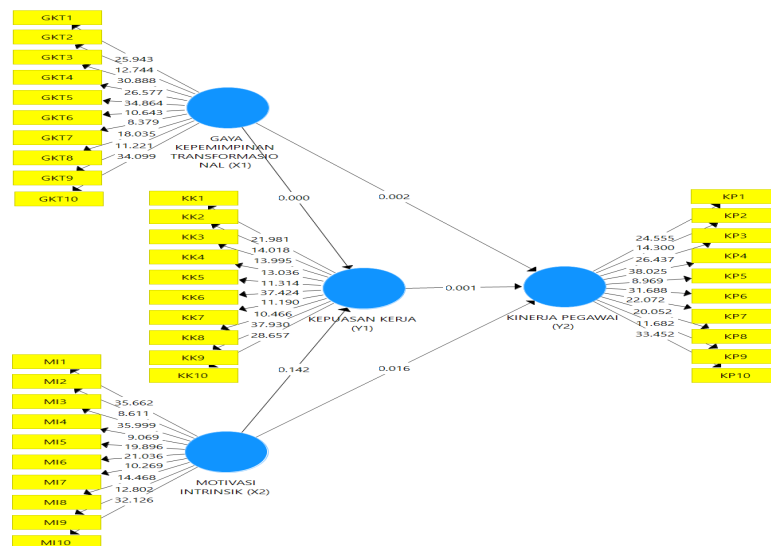 GKT1
GKT2
GKT3
GKT4
GKT5
GKT6
GKT7
GKT8
GKT9
GKT10
25.943
12.744
30.888
26.577
34.864
10.643
8.379
18.035
11.221
34.099
GAYA
KEPEMIMPINAN
TRANSFORMASIO
NAL (X1)
0.000
0.002
KK1
KK2
KK3
KK4
KK5
KK6
KK7
KK8
KK9
KK10
21.981
14.018
13.995
13.036
11.314
37.424
11.190
10.466
37.930
28.657
KEPUASAN KERJA
(Y1)
0.001
KINERJA PEGAWAI
(Y2)
24.555
14.300
26.437
38.025
8.969
31.688
22.072
20.052
11.682
33.452
KP1
KP2
KP3
KP4
KP5
KP6
KP7
KP8
KP9
KP10
0.142
0.016
MI1
MI2
MI3
MI4
MI5
MI6
MI7
MI8
MI9
MI10
35.662
8.611
35.999
9.069
19.896
21.036
10.269
14.468
12.802
32.126
MOTIVASI
INTRINSIK (X2)